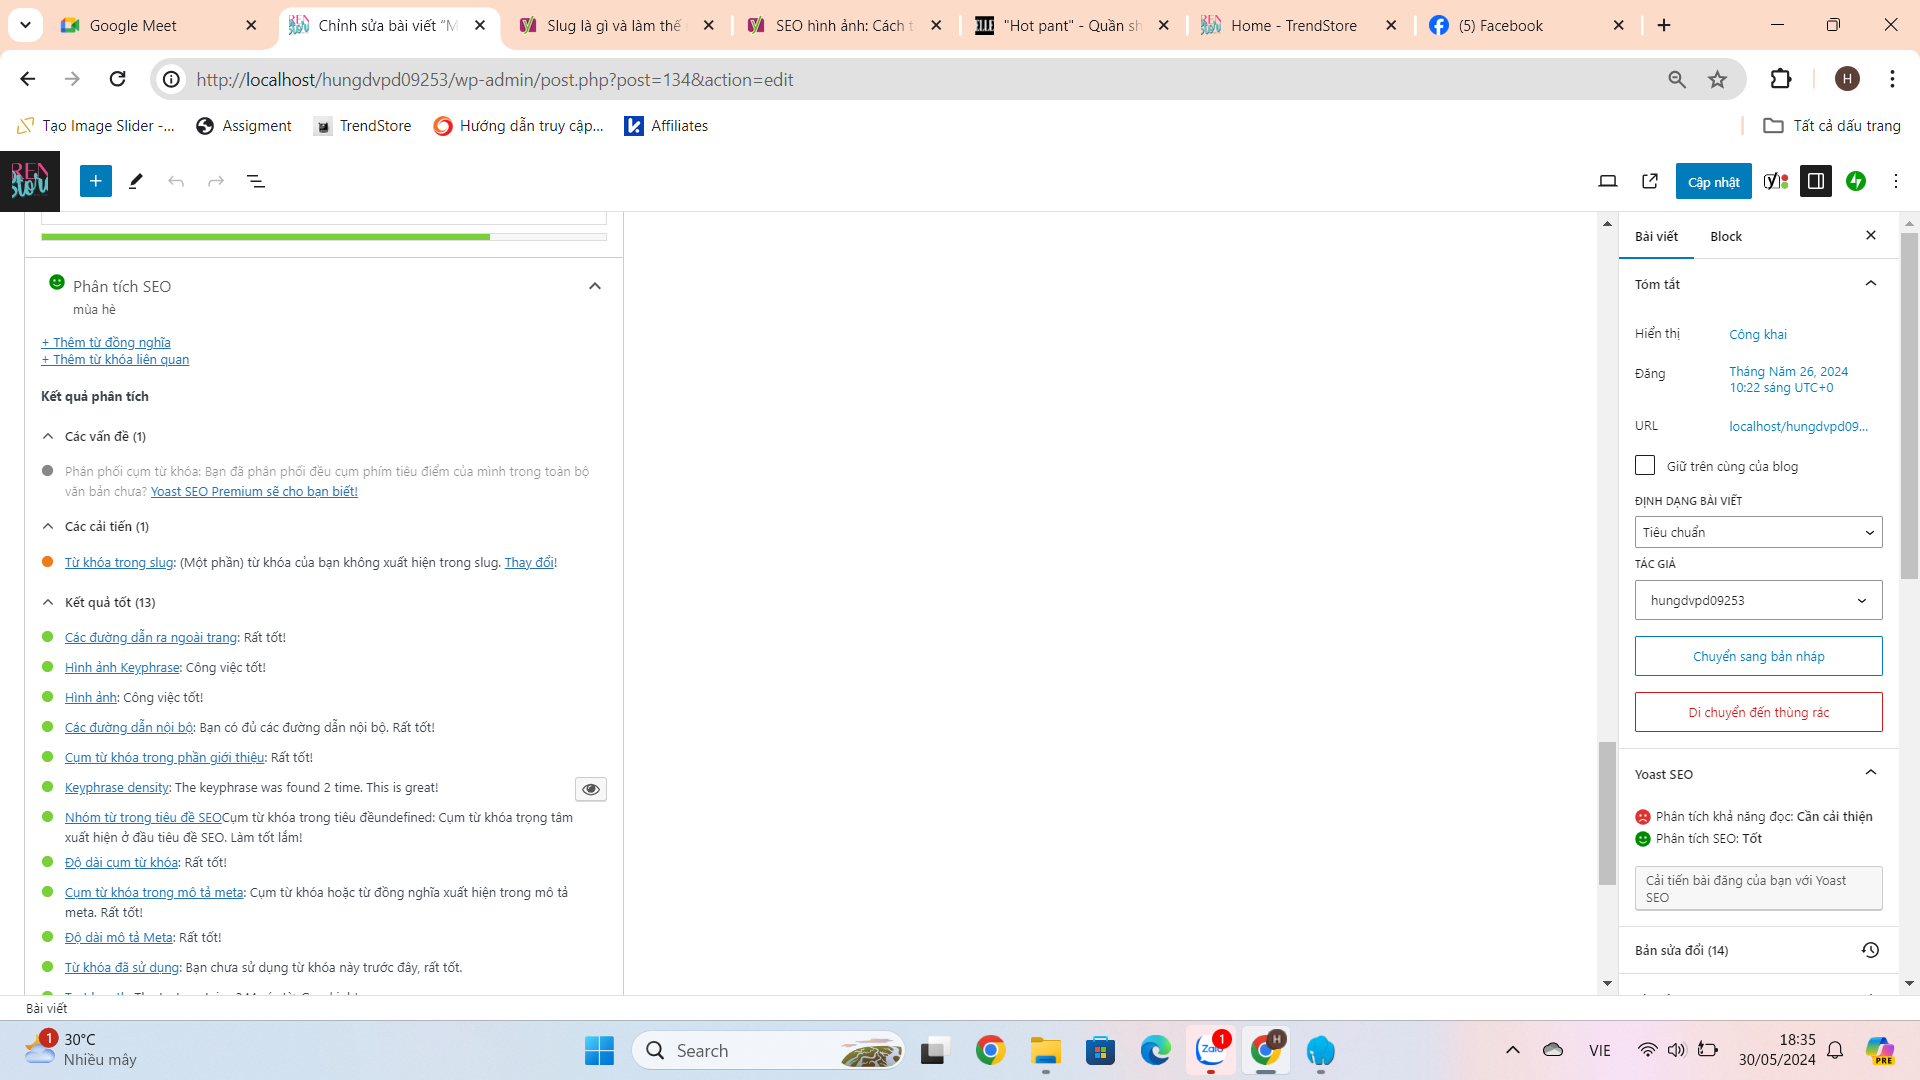 Google Meet
Chỉnh sửa bài viết “M
Slug là gì và làm thế
SEO hình ảnh: Cách t
"Hot pant" - Quần sh
Home - TrendStore
(5) Facebook
http://localhost/hungdvpd09253/wp-admin/post.php?post=134&action=edit
H
Tạo Image Slider -...
Assigment
TrendStore
Hướng dẫn truy cập...
Affiliates
Tất cả dấu trang
Cập nhật
Bài viết
Block
Phân tích SEO
mùa hè
+ Thêm từ đồng nghĩa
+ Thêm từ khóa liên quan
Kết quả phân tích
Các vấn đề (1)
Phân phối cụm từ khóa: Bạn đã phân phối đều cụm phím tiêu điểm của mình trong toàn bộ
văn bản chưa? Yoast SEO Premium sẽ cho bạn biết!
Các cải tiến (1)
Từ khóa trong slug: (Một phần) từ khóa của bạn không xuất hiện trong slug. Thay đổi!
Kết quả tốt (13)
Các đường dẫn ra ngoài trang: Rất tốt!
Hình ảnh Keyphrase: Công việc tốt!
Hình ảnh: Công việc tốt!
Các đường dẫn nội bộ: Bạn có đủ các đường dẫn nội bộ. Rất tốt!
Cụm từ khóa trong phần giới thiệu: Rất tốt!
Keyphrase density: The keyphrase was found 2 time. This is great!
Nhóm từ trong tiêu đề SEOCụm từ khóa trong tiêu đềundefined: Cụm từ khóa trọng tâm
xuất hiện ở đầu tiêu đề SEO. Làm tốt lắm!
Độ dài cụm từ khóa: Rất tốt!
Cụm từ khóa trong mô tả meta: Cụm từ khóa hoặc từ đồng nghĩa xuất hiện trong mô tả
meta. Rất tốt!
Độ dài mô tả Meta: Rất tốt!
Từ khóa đã sử dụng: Bạn chưa sử dụng từ khóa này trước đây, rất tốt.
Tóm tắt
Hiển thị
Công khai
Đăng
Tháng Năm 26, 2024
10:22 sáng UTC+0
URL
localhost/hungdvpd09...
Giữ trên cùng của blog
ĐỊNH DẠNG BÀI VIẾT
Tiêu chuẩn
TÁC GIẢ
hungdvpd09253
Chuyển sang bản nháp
Di chuyển đến thùng rác
Yoast SEO
Phân tích khả năng đọc: Cần cải thiện
Phân tích SEO: Tốt
Cải tiến bài đăng của bạn với Yoast
SEO
Bản sửa đổi (14)
Bài viết
1
30°C
Nhiều mây
Search
Zalo
1
H
VIE
18:35
30/05/2024
PRE